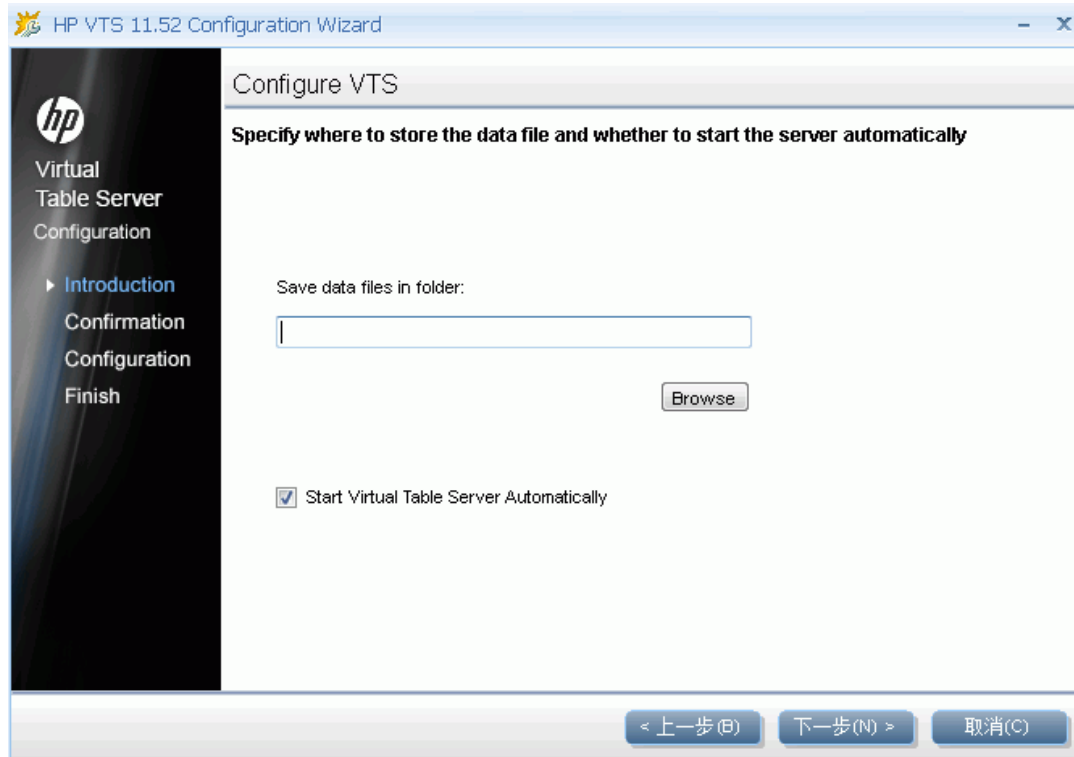 HP VTS 11.52 Configuration Wizard
hp
Virtual
Table Server
Configuration
Introduction
Confirmation
Configuration
Finish
Configure VTS
Specify where to store the data file and whether to start the server automatically
Save data files in folder:
Browse
Start Virtual Table Server Automatically
< 上一步(B)
下一步(N) >
取消(C)